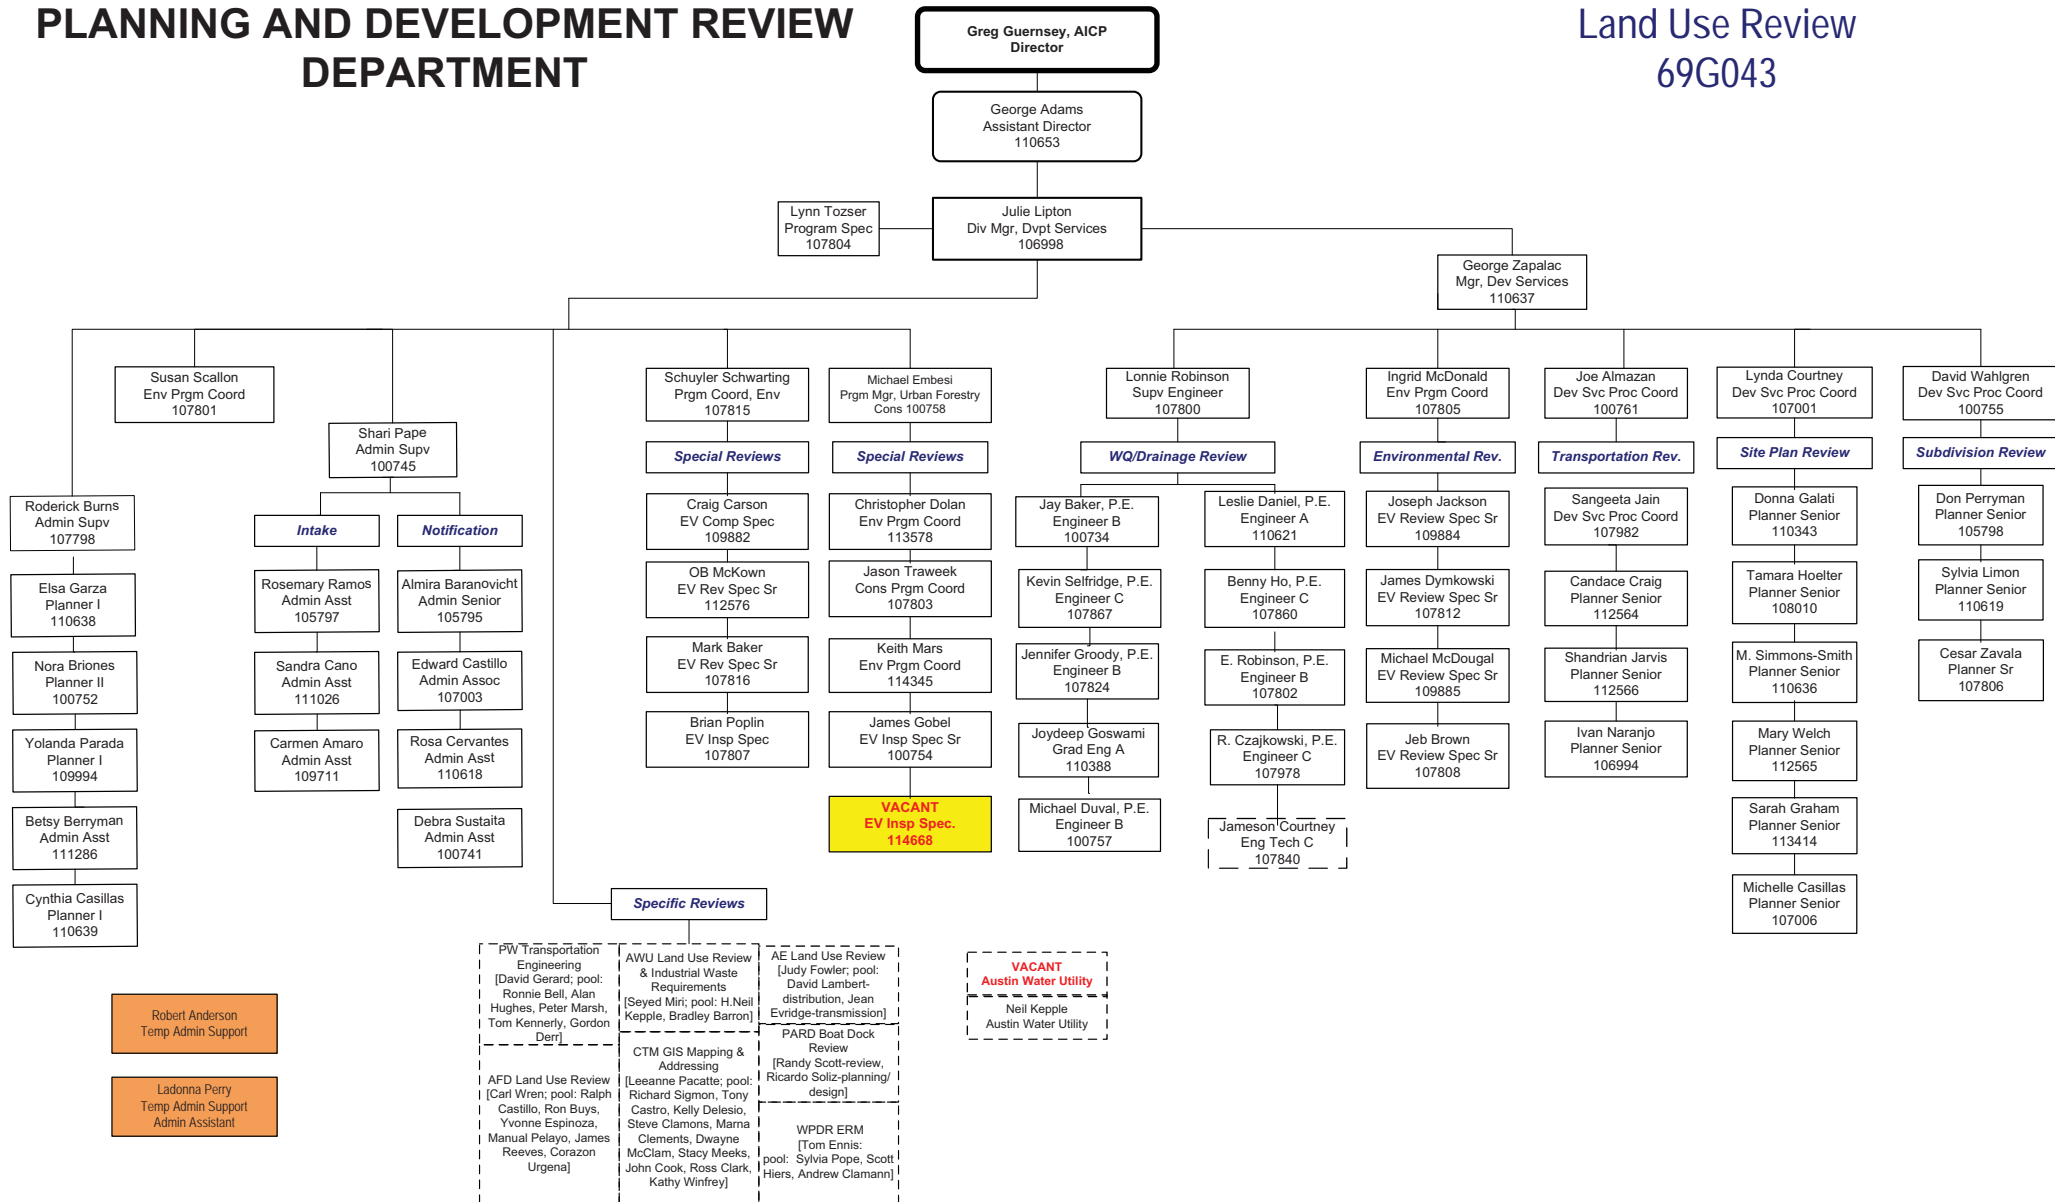 PLANNING AND DEVELOPMENT REVIEW
DEPARTMENT
Greg Guernsey, AICP
Director
Land Use Review
69G043
George Adams
Assistant Director
110653
Lynn Tozser
Program Spec
107804
Julie Lipton
Div Mgr, Dvpt Services
106998
George Zapalac
Mgr, Dev Services
110637
Susan Scallon
Env Prgm Coord
107801
Shari Pape
Admin Supv
100745
Roderick Burns
Admin Supv
107798
Elsa Garza
Planner I
110638
Nora Briones
Planner II
100752
Yolanda Parada
Planner I
109994
Betsy Berryman
Admin Asst
111286
Cynthia Casillas
Planner I
110639
Intake
Rosemary Ramos
Admin Asst
105797
Sandra Cano
Admin Asst
111026
Carmen Amaro
Admin Asst
109711
Notification
Almira Baranovicht
Admin Senior
105795
Edward Castillo
Admin Assoc
107003
Rosa Cervantes
Admin Asst
110618
Debra Sustaita
Admin Asst
100741
Schuyler Schwarting
Prgm Coord, Env
107815
Special Reviews
Craig Carson
EV Comp Spec
109882
OB McKown
EV Rev Spec Sr
112576
Mark Baker
EV Rev Spec Sr
107816
Brian Poplin
EV Insp Spec
107807
Michael Embesi
Prgm Mgr, Urban Forestry
Cons 100758
Special Reviews
Christopher Dolan
Env Prgm Coord
113578
Jason Traweek
Cons Prgm Coord
107803
Keith Mars
Env Prgm Coord
114345
James Gobel
EV Insp Spec Sr
100754
VACANT
EV Insp Spec.
114668
Lonnie Robinson
Supv Engineer
107800
WQ/Drainage Review
Jay Baker, P.E.
Engineer B
100734
Kevin Selfridge, P.E.
Engineer C
107867
Jennifer Groody, P.E.
Engineer B
107824
Joydeep Goswami
Grad Eng A
110388
Michael Duval, P.E.
Engineer B
100757
Leslie Daniel, P.E.
Engineer A
110621
Benny Ho, P.E.
Engineer C
107860
E. Robinson, P.E.
Engineer B
107802
R. Czajkowski, P.E.
Engineer C
107978
Jameson Courtney
Eng Tech C
107840
Ingrid McDonald
Env Prgm Coord
107805
Environmental Rev.
Joseph Jackson
EV Review Spec Sr
109884
James Dymkowski
EV Review Spec Sr
107812
Michael McDougal
EV Review Spec Sr
109885
Jeb Brown
EV Review Spec Sr
107808
Joe Almazan
Dev Svc Proc Coord
100761
Transportation Rev.
Sangeeta Jain
Dev Svc Proc Coord
107982
Candace Craig
Planner Senior
112564
Shandrian Jarvis
Planner Senior
112566
Ivan Naranjo
Planner Senior
106994
Lynda Courtney
Dev Svc Proc Coord
107001
Site Plan Review
Donna Galati
Planner Senior
110343
Tamara Hoelter
Planner Senior
108010
M. Simmons-Smith
Planner Senior
110636
Mary Welch
Planner Senior
112565
Sarah Graham
Planner Senior
113414
Michelle Casillas
Planner Senior
107006
David Wahlgren
Dev Svc Proc Coord
100755
Subdivision Review
Don Perryman
Planner Senior
105798
Sylvia Limon
Planner Senior
110619
Cesar Zavala
Planner Sr
107806
Specific Reviews
PW Transportation
Engineering
[David Gerard; pool:
Ronnie Bell, Alan
Hughes, Peter Marsh,
Tom Kennerly, Gordon
Derr]
AWU Land Use Review
& Industrial Waste
Requirements
[Seyed Miri; pool: H.Neil
Kepple, Bradley Barron]
AE Land Use Review
[Judy Fowler; pool:
David Lambert-
distribution, Jean
Evridge-transmission]
PARD Boat Dock
Review
[Randy Scott-review,
Ricardo Soliz-planning/
design]
AFD Land Use Review
[Carl Wren; pool: Ralph
Castillo, Ron Buys,
Yvonne Espinoza,
Manual Pelayo, James
Reeves, Corazon
Urgena]
CTM GIS Mapping &
Addressing
[Leeanne Pacatte; pool:
Richard Sigmon, Tony
Castro, Kelly Delesio,
Steve Clamons, Marna
Clements, Dwayne
McClam, Stacy Meeks,
John Cook, Ross Clark,
Kathy Winfrey]
WPDR ERM
[Tom Ennis:
pool: Sylvia Pope, Scott
Hiers, Andrew Clamann]
VACANT
Austin Water Utility
Neil Kepple
Austin Water Utility
Robert Anderson
Temp Admin Support
Ladonna Perry
Temp Admin Support
Admin Assistant